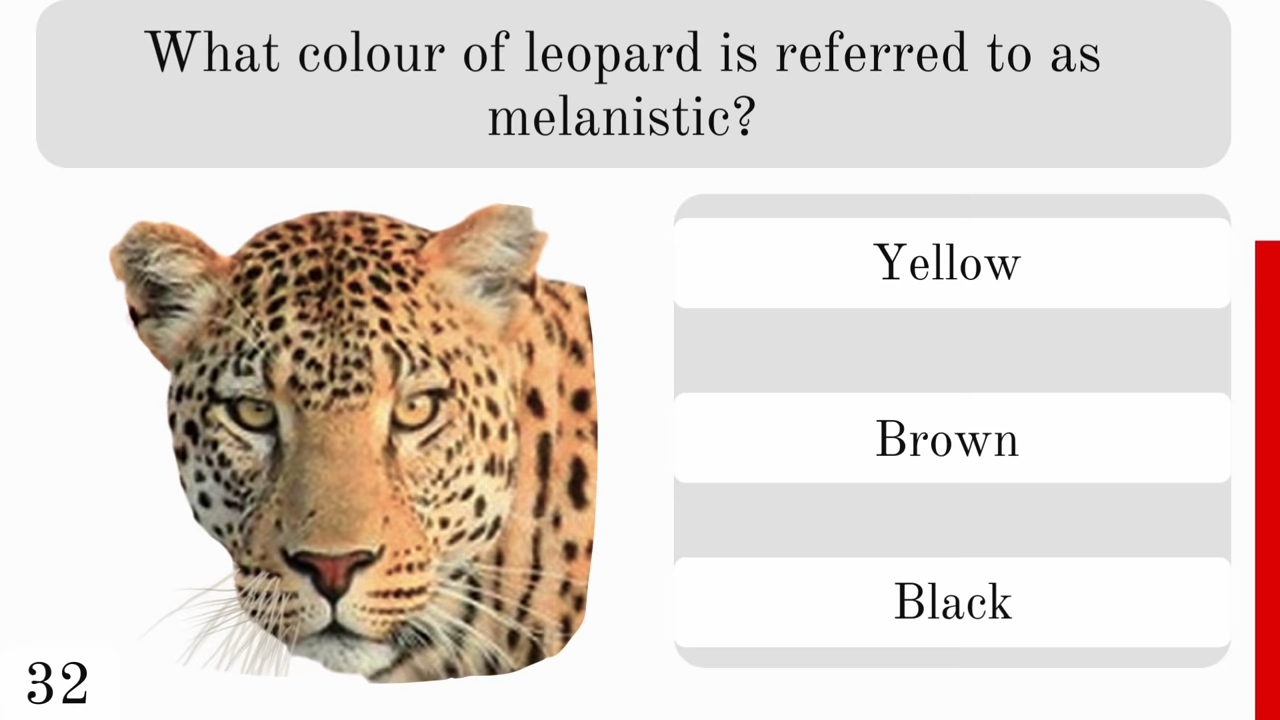 What colour of leopard is referred to as
melanistic?
Yellow
Brown
Black
32